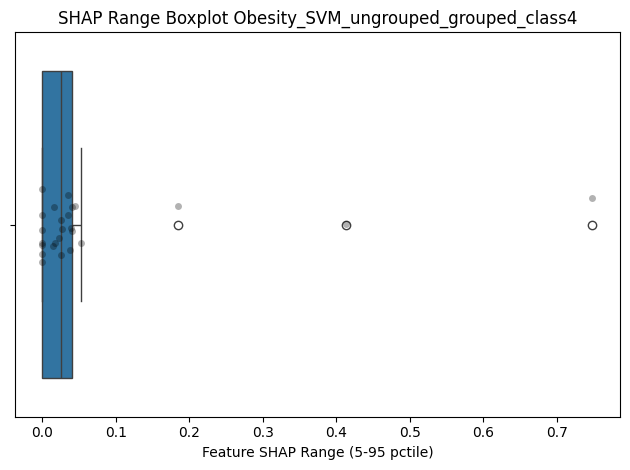 SHAP Range Boxplot Obesity_SVM_ungrouped_grouped_class4
0.0 0.1 0.2 0.3 0.4 0.5 0.6 0.7
Feature SHAP Range (5-95 pctile)